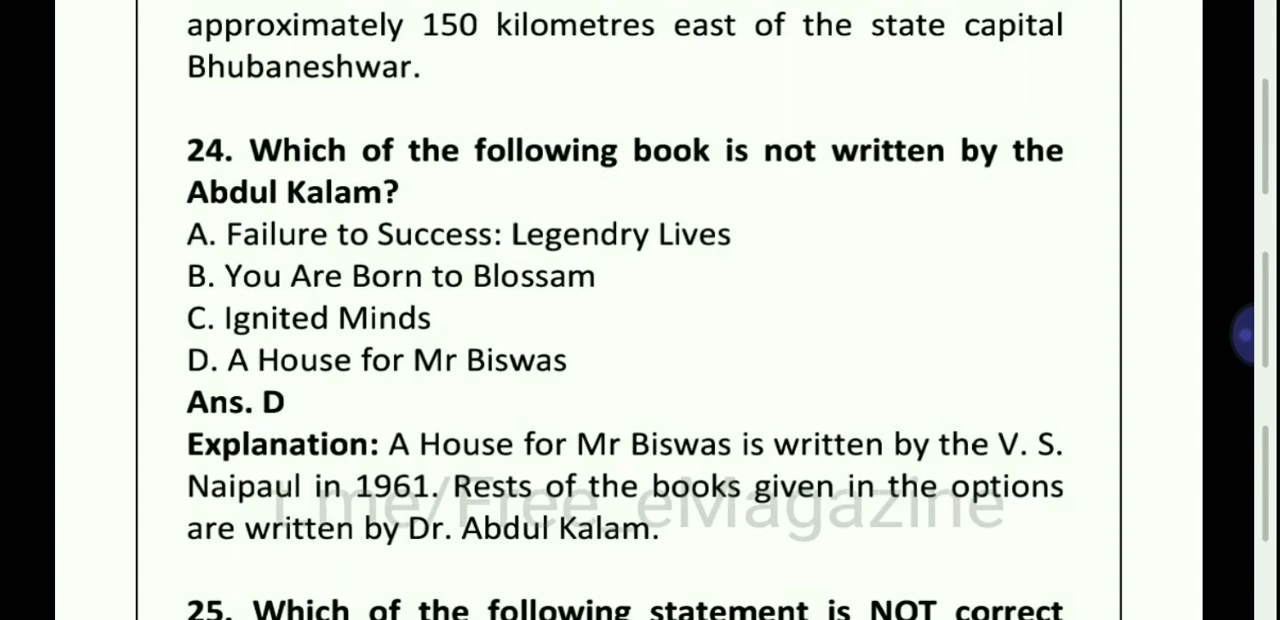 approximately 150 kilometres east of the state capital
Bhubaneshwar.
24. Which of the following book is not written by the
Abdul Kalam?
A. Failure to Success: Legendry Lives
B. You Are Born to Blossam
C. Ignited Minds
D. A House for Mr Biswas
Ans. D
Explanation: A House for Mr Biswas is written by the V. S.
Naipaul in 1961. Rests of the books given in the options
T.me/Free_eMagazine
are written by Dr. Abdul Kalam.
25. Which of the following statement is NOT correct